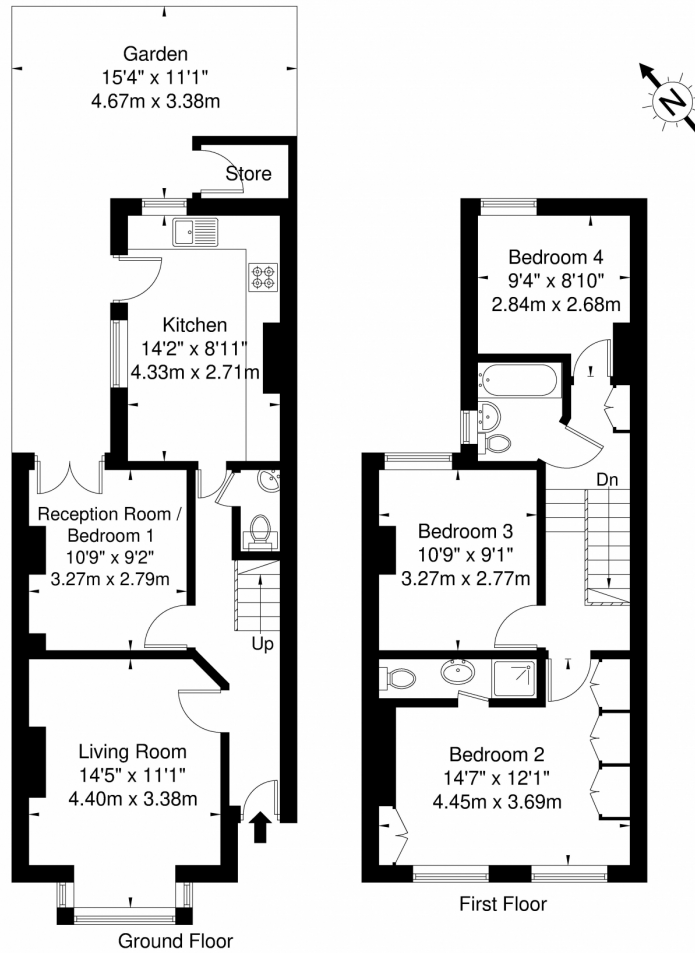 Garden
15'4" x 11'1"
4.67m x 3.38m
N
Store
Kitchen
14'2" x 8'11"
4.33m x 2.71m
Reception Room /
Bedroom 1
10'9" x 9'2"
3.27m x 2.79m
Up
Living Room
14'5" x 11'1"
4.40m x 3.38m
Ground Floor
Bedroom 4
9'4" x 8'10"
2.84m x 2.68m
Dn
Bedroom 3
10'9" x 9'1"
3.27m x 2.77m
Bedroom 2
14'7" x 12'1"
4.45m x 3.69m
First Floor